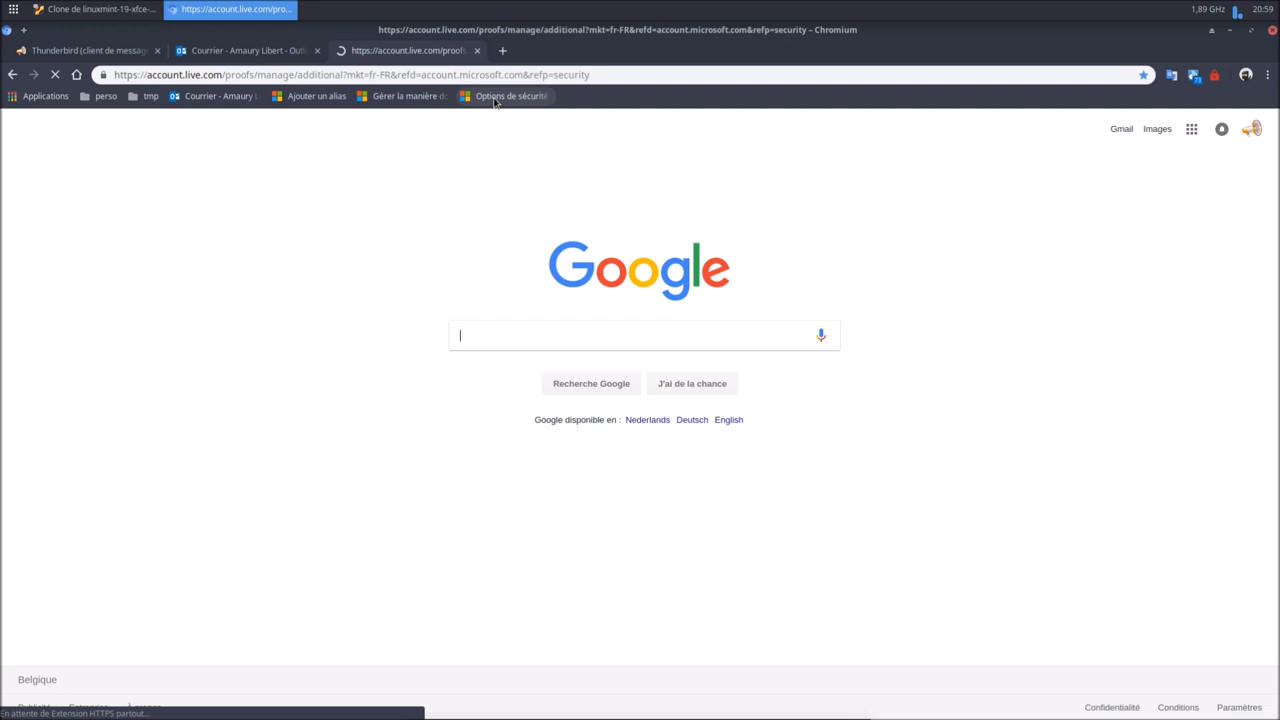 Clone de linuxmint-19-xfce-...
https://account.live.com/pro...
1,89 GHz
20:59
https://account.live.com/proofs/manage/additional?mkt=fr-FR&refd=account.microsoft.com&refp=security – Chromium
Thunderbird (client de messag
Courrier - Amaury Libert - Outl
https://account.live.com/proofs
https://account.live.com/proofs/manage/additional?mkt=fr-FR&refd=account.microsoft.com&refp=security
Applications
perso
tmp
Courrier - Amaury L
Ajouter un alias
Gérer la manière do
Options de sécurité
Gmail
Images
Google
Recherche Google
J'ai de la chance
Google disponible en : Nederlands Deutsch English
Belgique
Confidentialité
Conditions
Paramètres
En attente de Extension HTTPS partout...